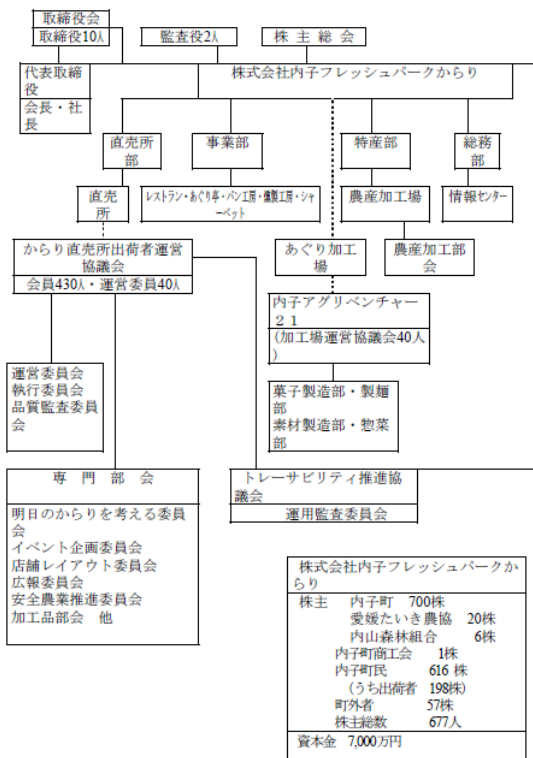 取締役会
取締役10人
監査役2人
株 主 総 会
代表取締
役
会長・社
長
株式会社内子フレッシュパークからり
直売所
部
事業部
特産部
総務
部
直売
所
レストラン・あぐり亭・パン工房・燻製工房・シャ
ーベット
農産加工場
情報センター
からり直売所出荷者運営
協議会
会員430人・運営委員40人
あぐり加工
場
農産加工部
会
内子アグリベンチャー
２１
(加工場運営協議会40人
)
運営委員会
執行委員会
品質監査委員
会
菓子製造部・製麺
部
素材製造部・惣菜
部
専 門 部 会
明日のからりを考える委員
会
イベント企画委員会
店舗レイアウト委員会
広報委員会
安全農業推進委員会
加工品部会 他
トレーサビリティ推進協
議会
運用監査委員会
株式会社内子フレッシュパークか
らり
株主 内子町 700株
愛媛たいき農協 20株
内山森林組合 6株
内子町商工会 1株
内子町民 616 株
(うち出荷者 198株)
町外者 57株
株主総数 677人
資本金 7,000万円